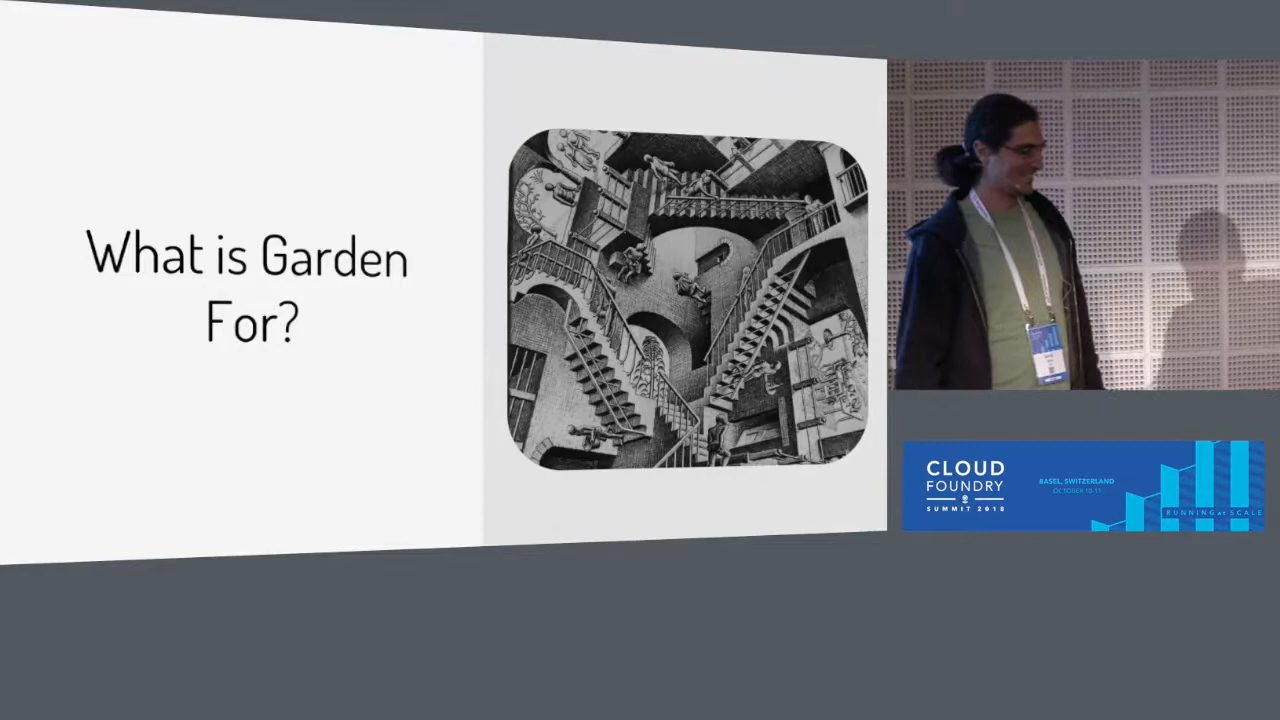 What is Garden
For?
CLOUD
FOUNDRY
SUMMIT 2018
BASEL, SWITZERLAND
OCTOBER 10-11
RUNNING at SCALE